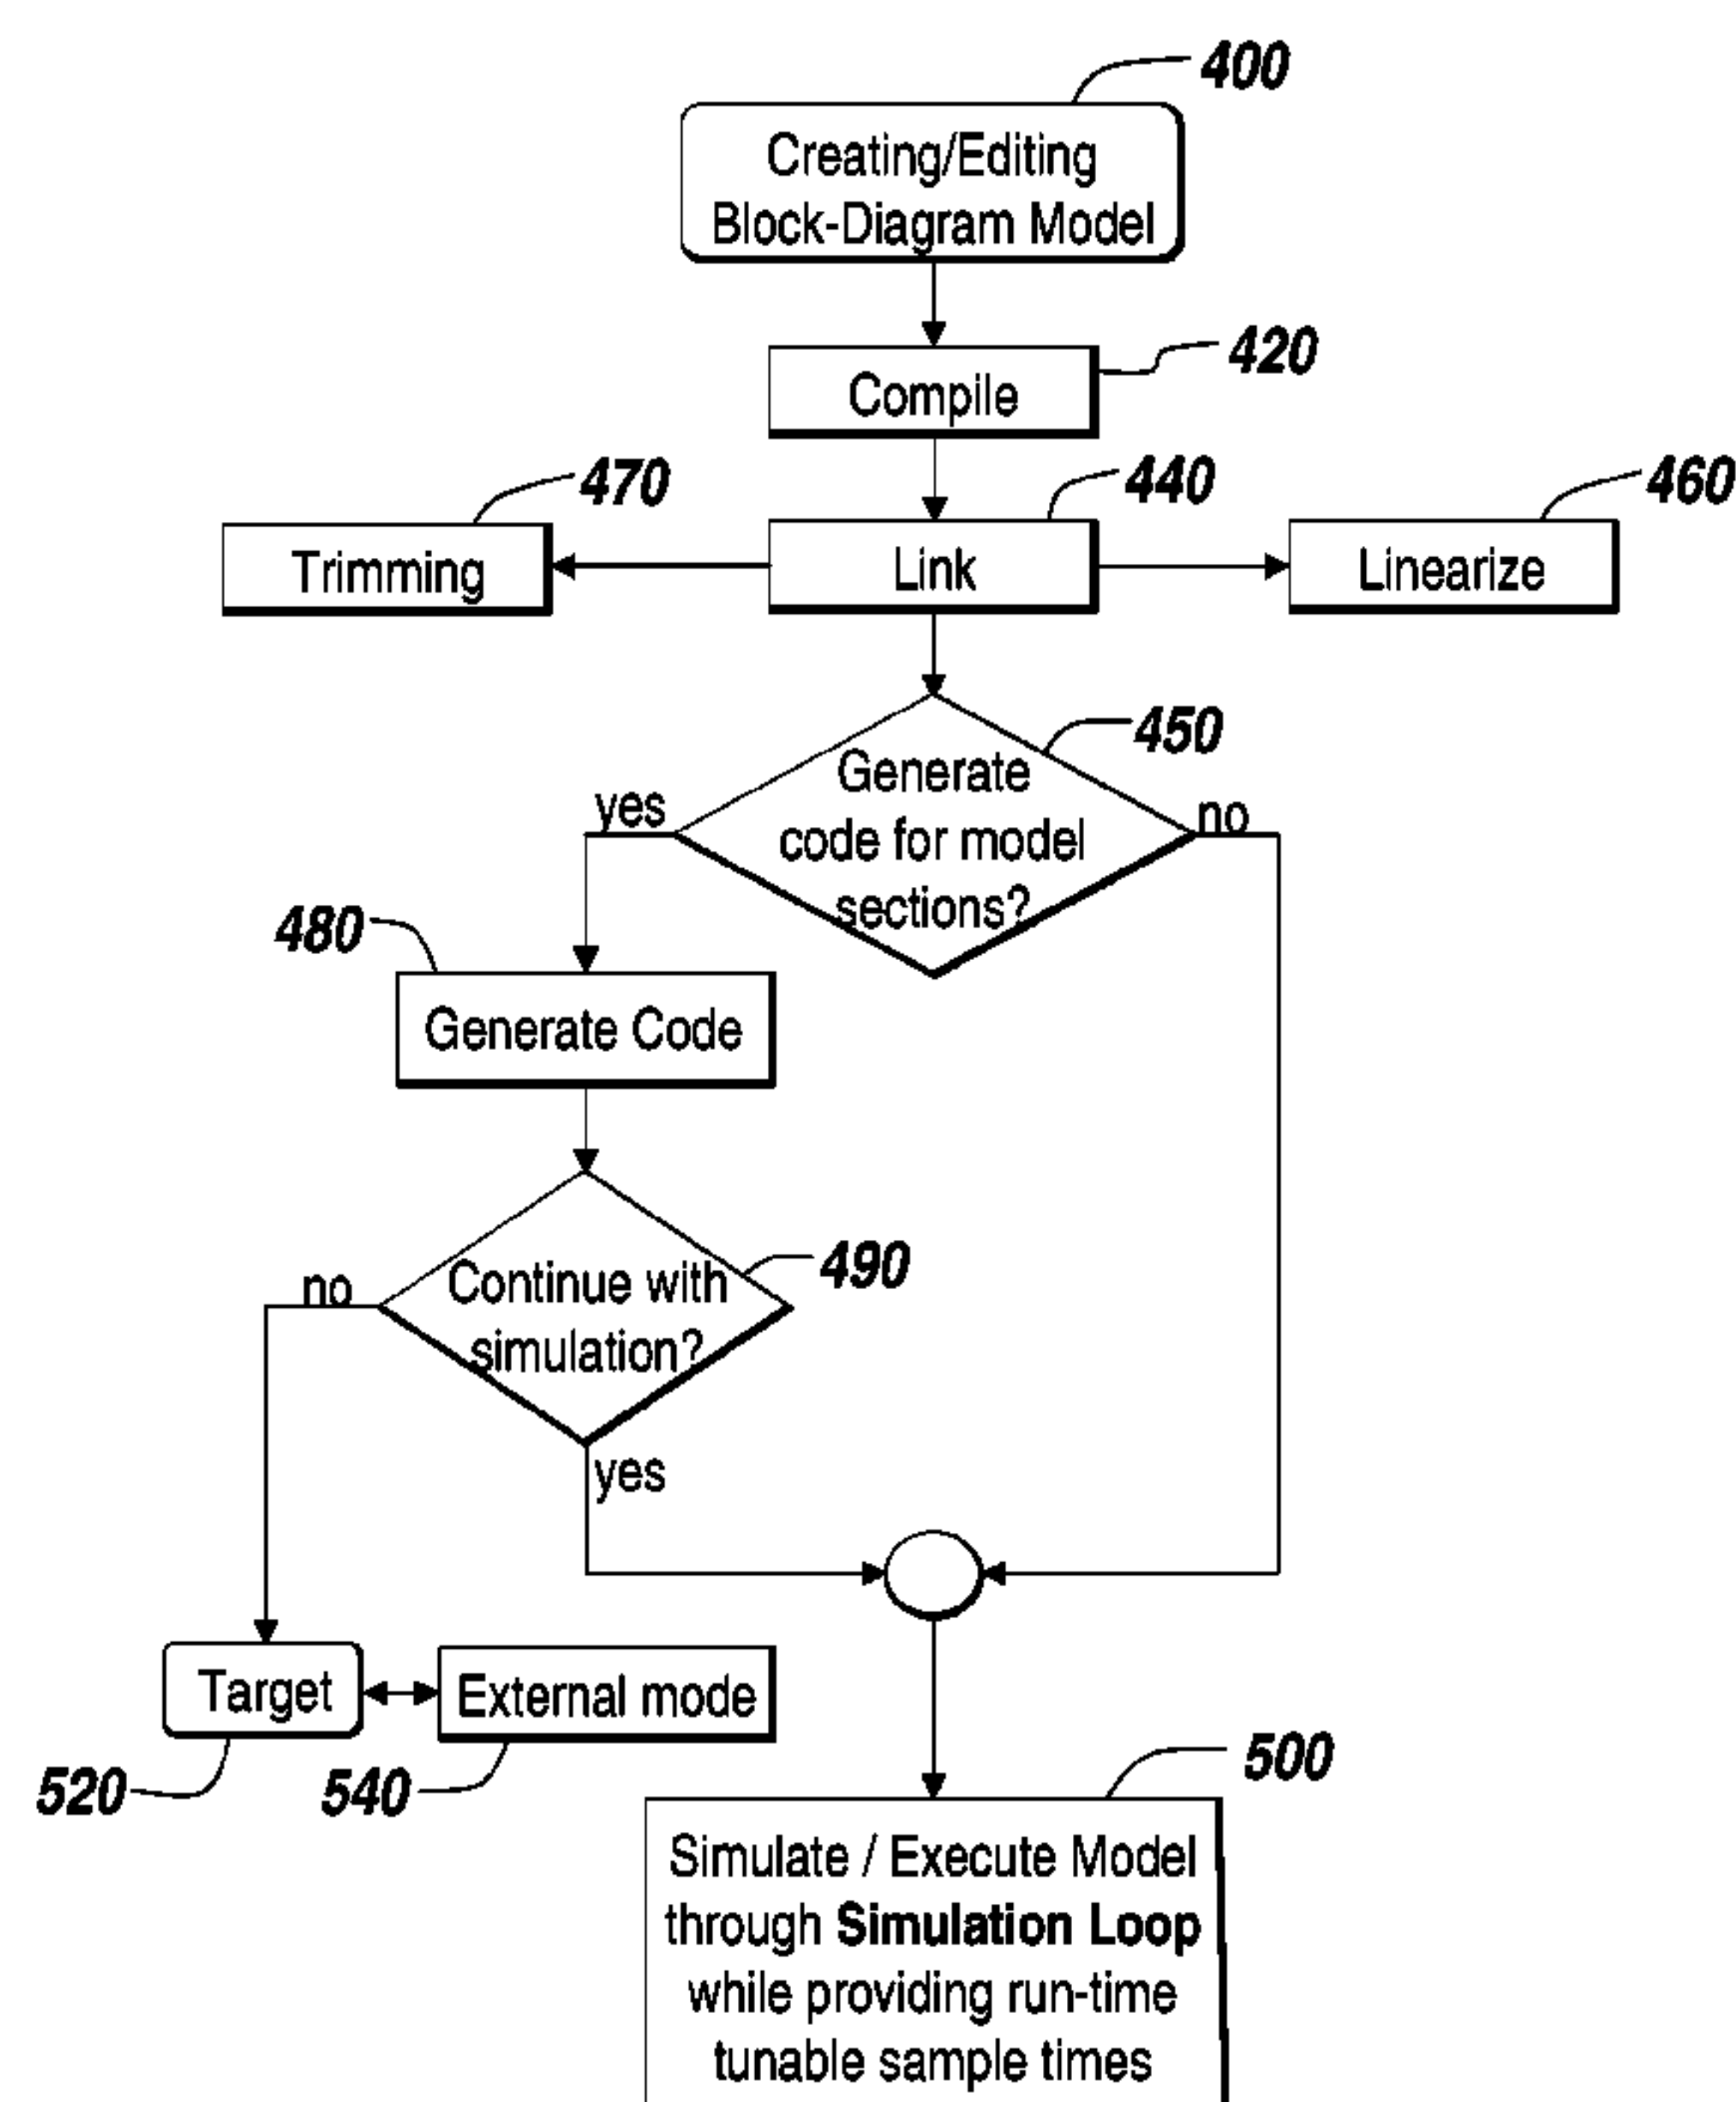 400
Creating/Editing
Block-Diagram Model
420
Compile
470
440
460
Trimming
Link
Linearize
450
Generate
code for model
sections?
yes
no
480
Generate Code
490
Continue with
simulation?
no
yes
Target
External mode
520
540
500
Simulate / Execute Model
through Simulation Loop
while providing run-time
tunable sample times